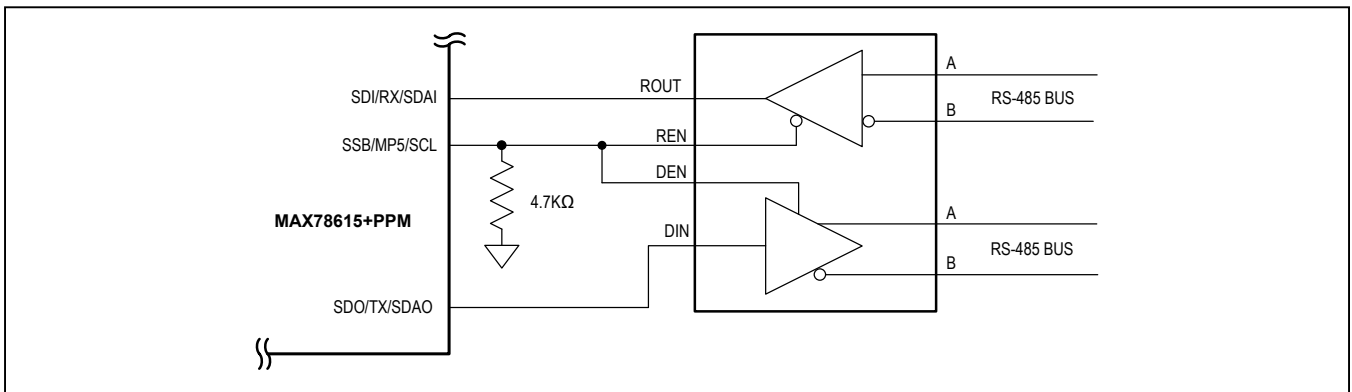 SDI/RX/SDAI
SSB/MP5/SCL
MAX78615+PPM
SDO/TX/SDAO
4.7KΩ
ROUT
REN
DEN
DIN
A
RS-485 BUS
B
A
RS-485 BUS
B